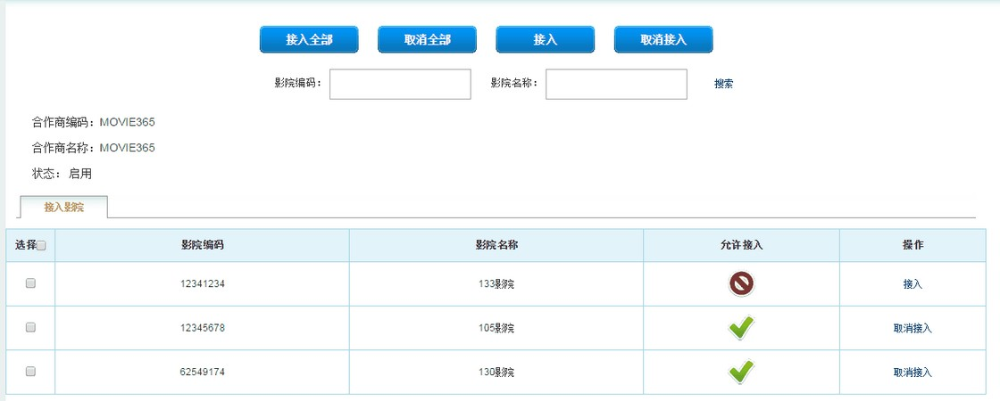 接入全部 取消全部 接入 取消接入
影院编码： 影院名称： 搜索
合作商编码：MOVIE365
合作商名称：MOVIE365
状态： 启用
接入影院
选择 影院编码 影院名称 允许接入 操作
12341234 133影院 接入
12345678 105影院 取消接入
62549174 130影院 取消接入